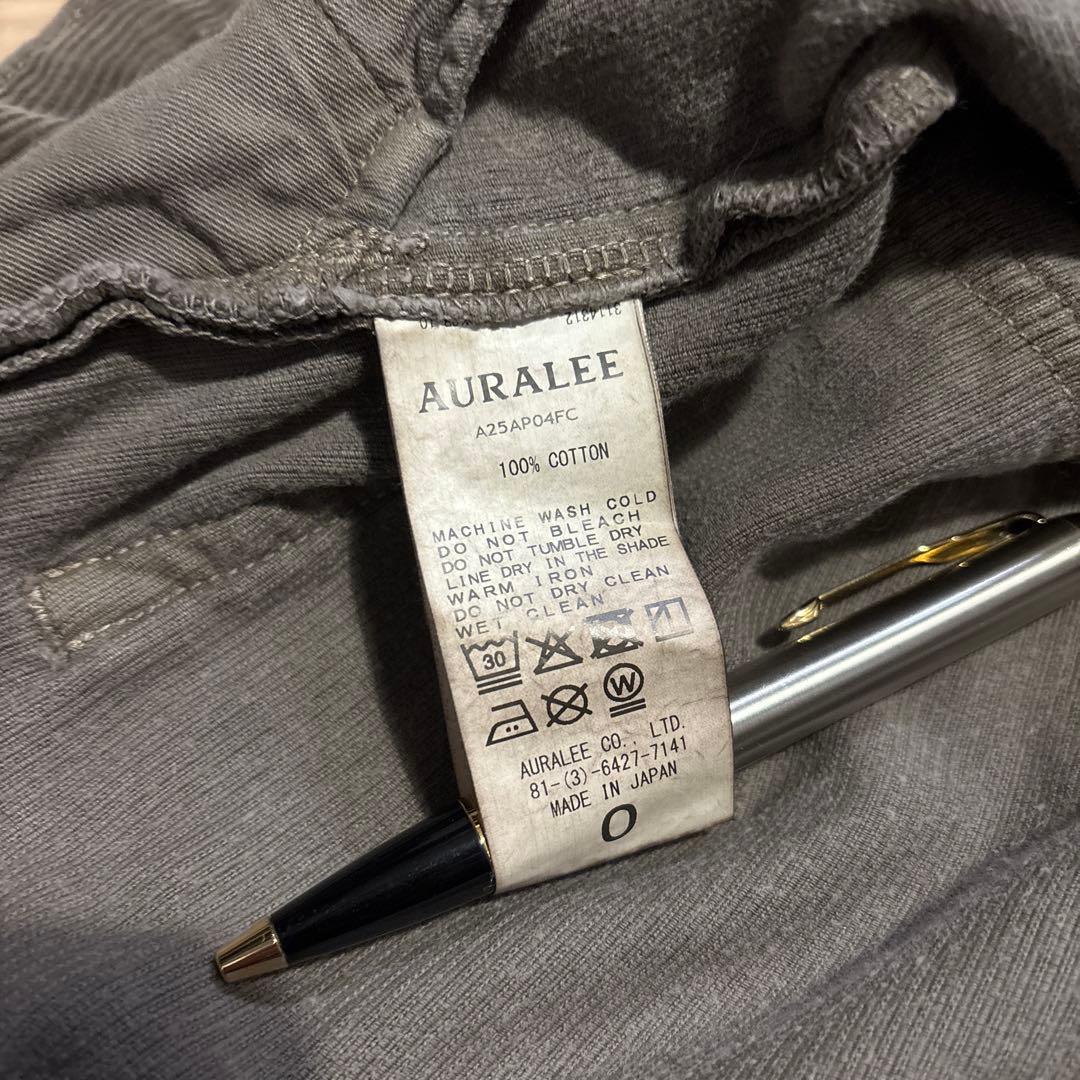 3114312
AURALEE
A25AP04FC
100% COTTON
MACHINE WASH COLD
DO NOT BLEACH
DO NOT TUMBLE DRY
LINE DRY IN THE SHADE
WARM IRON
DO NOT DRY CLEAN
WET CLEAN
30
W
AURALEE CO., LTD.
81-(3)-6427-7141
MADE IN JAPAN
O